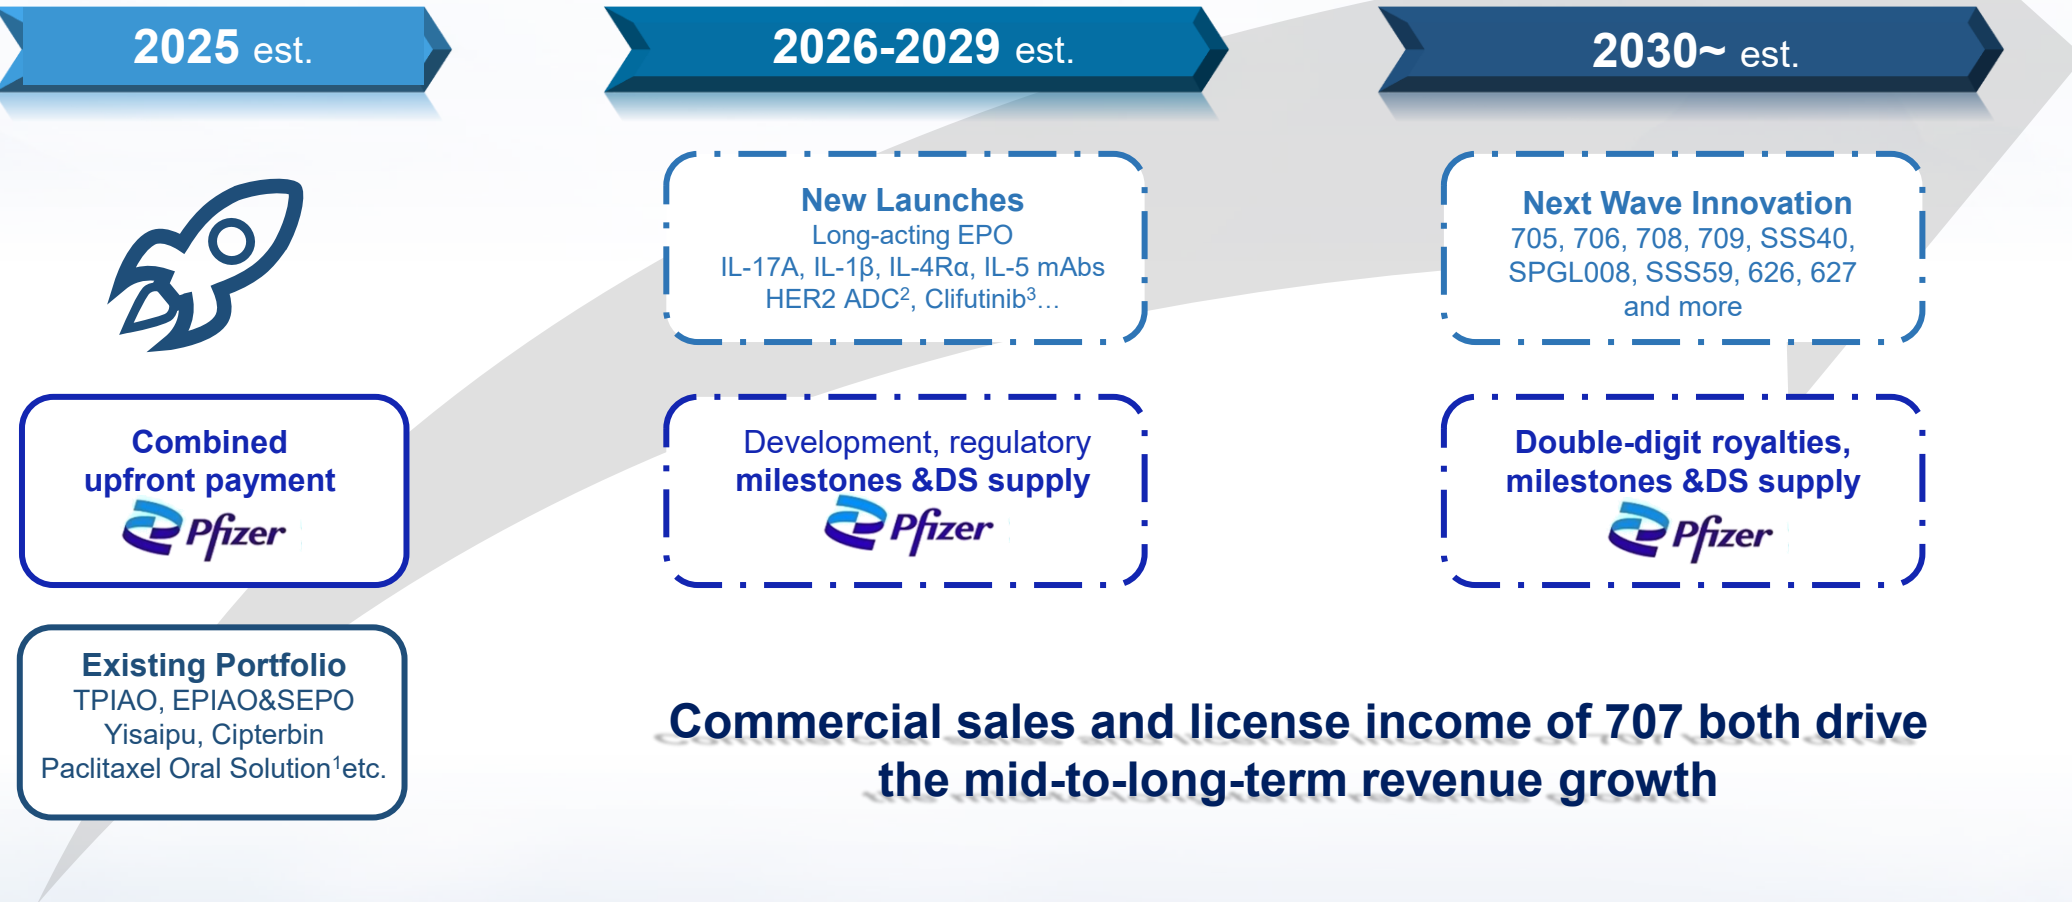 2025 est.
2026-2029 est.
2030~ est.
New Launches
Long-acting EPO
IL-17A, IL-1β, IL-4Rα, IL-5 mAbs
HER2 ADC², Clifutinib³...
Next Wave Innovation
705, 706, 708, 709, SSS40,
SPGL008, SSS59, 626, 627
and more
Combined
upfront payment
Pfizer
Development, regulatory
milestones &DS supply
Pfizer
Double-digit royalties,
milestones &DS supply
Pfizer
Existing Portfolio
TPIAO, EPIAO&SEPO
Yisaipu, Cipterbin
Paclitaxel Oral Solution¹etc.
Commercial sales and license income of 707 both drive
the mid-to-long-term revenue growth